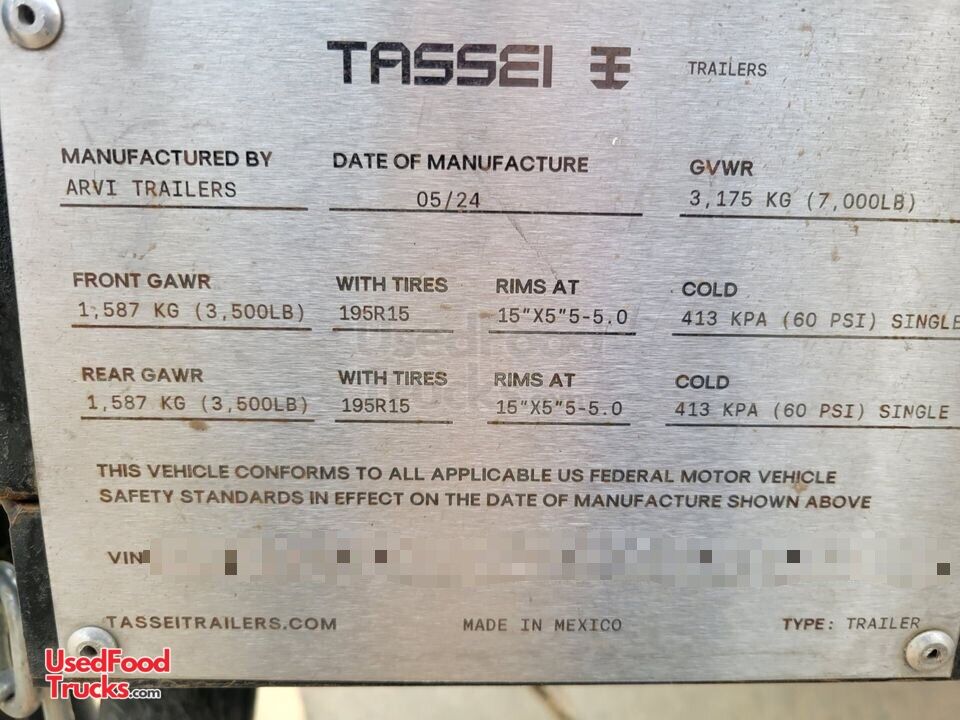 TASSEI TRAILERS
MANUFACTURED BY DATE OF MANUFACTURE GVWR
ARVI TRAILERS 05/24 3,175 KG (7,000LB)
FRONT GAWR WITH TIRES RIMS AT COLD
1,587 KG (3,500LB) 195R15 15"X5"5-5.0 413 KPA (60 PSI) SINGLE
REAR GAWR WITH TIRES RIMS AT COLD
1,587 KG (3,500LB) 195R15 15"X5"5-5.0 413 KPA (60 PSI) SINGLE
THIS VEHICLE CONFORMS TO ALL APPLICABLE US FEDERAL MOTOR VEHICLE
SAFETY STANDARDS IN EFFECT ON THE DATE OF MANUFACTURE SHOWN ABOVE
VIN
TASSEITRAILERS.COM MADE IN MEXICO TYPE: TRAILER
UsedFood
Trucks.com